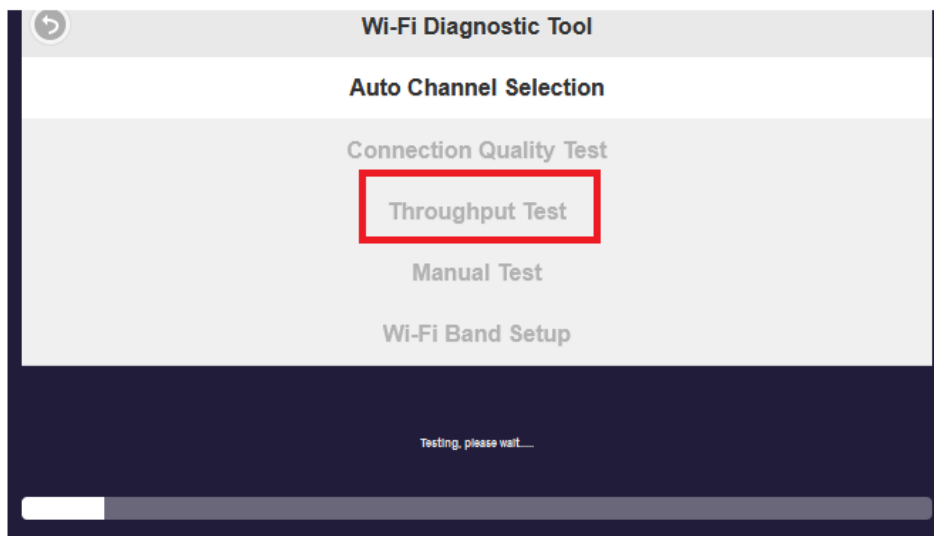 Wi-Fi Diagnostic Tool
Auto Channel Selection
Connection Quality Test
Throughput Test
Manual Test
Wi-Fi Band Setup
Testing, please wait.....